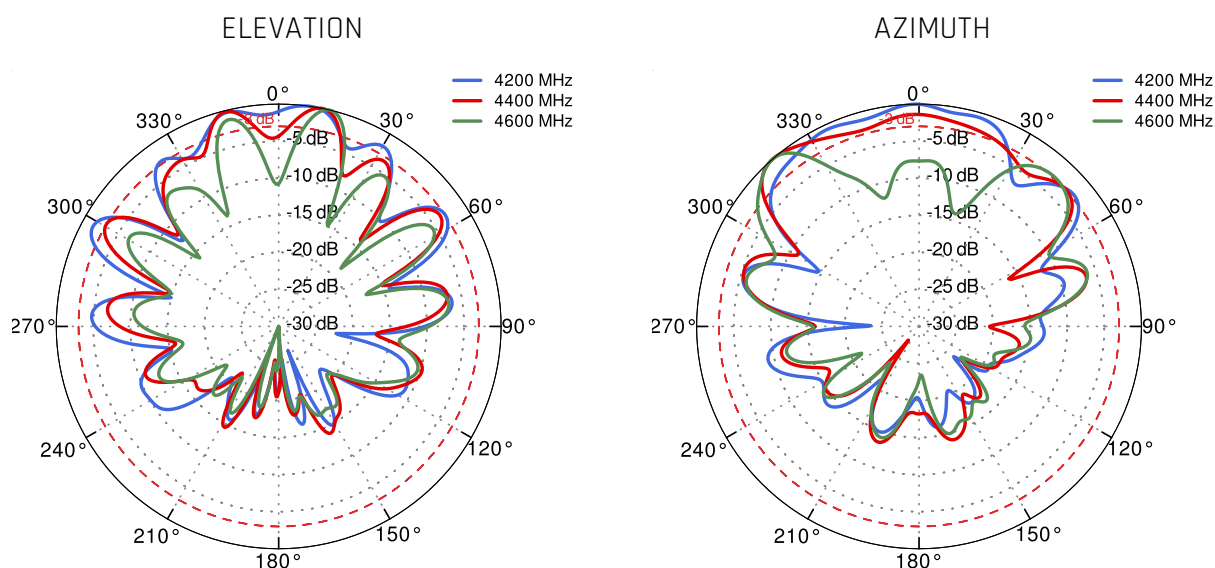 ELEVATION
4200 MHz
4400 MHz
4600 MHz
0°
30°
60°
90°
120°
150°
180°
210°
240°
270°
300°
330°
-3 dB
-5 dB
-10 dB
-15 dB
-20 dB
-25 dB
-30 dB
AZIMUTH
4200 MHz
4400 MHz
4600 MHz
0°
30°
60°
90°
110°
150°
180°
210°
240°
270°
300°
330°
-3 dB
-5 dB
-10 dB
-15 dB
-20 dB
-25 dB
-30 dB